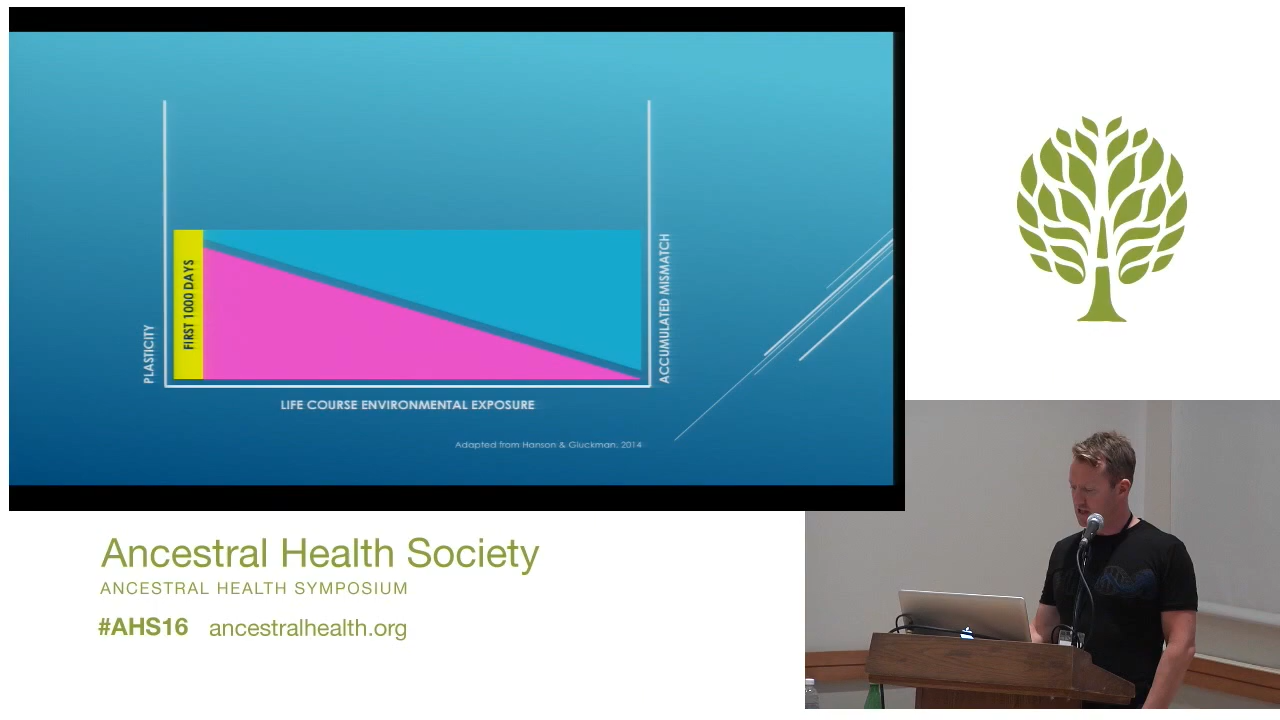 PLASTICITY
FIRST 1000 DAYS
ACCUMULATED MISMATCH
LIFE COURSE ENVIRONMENTAL EXPOSURE
Adapted from Hanson & Gluckman, 2014
Ancestral Health Society
ANCESTRAL HEALTH SYMPOSIUM
#AHS16 ancestralhealth.org